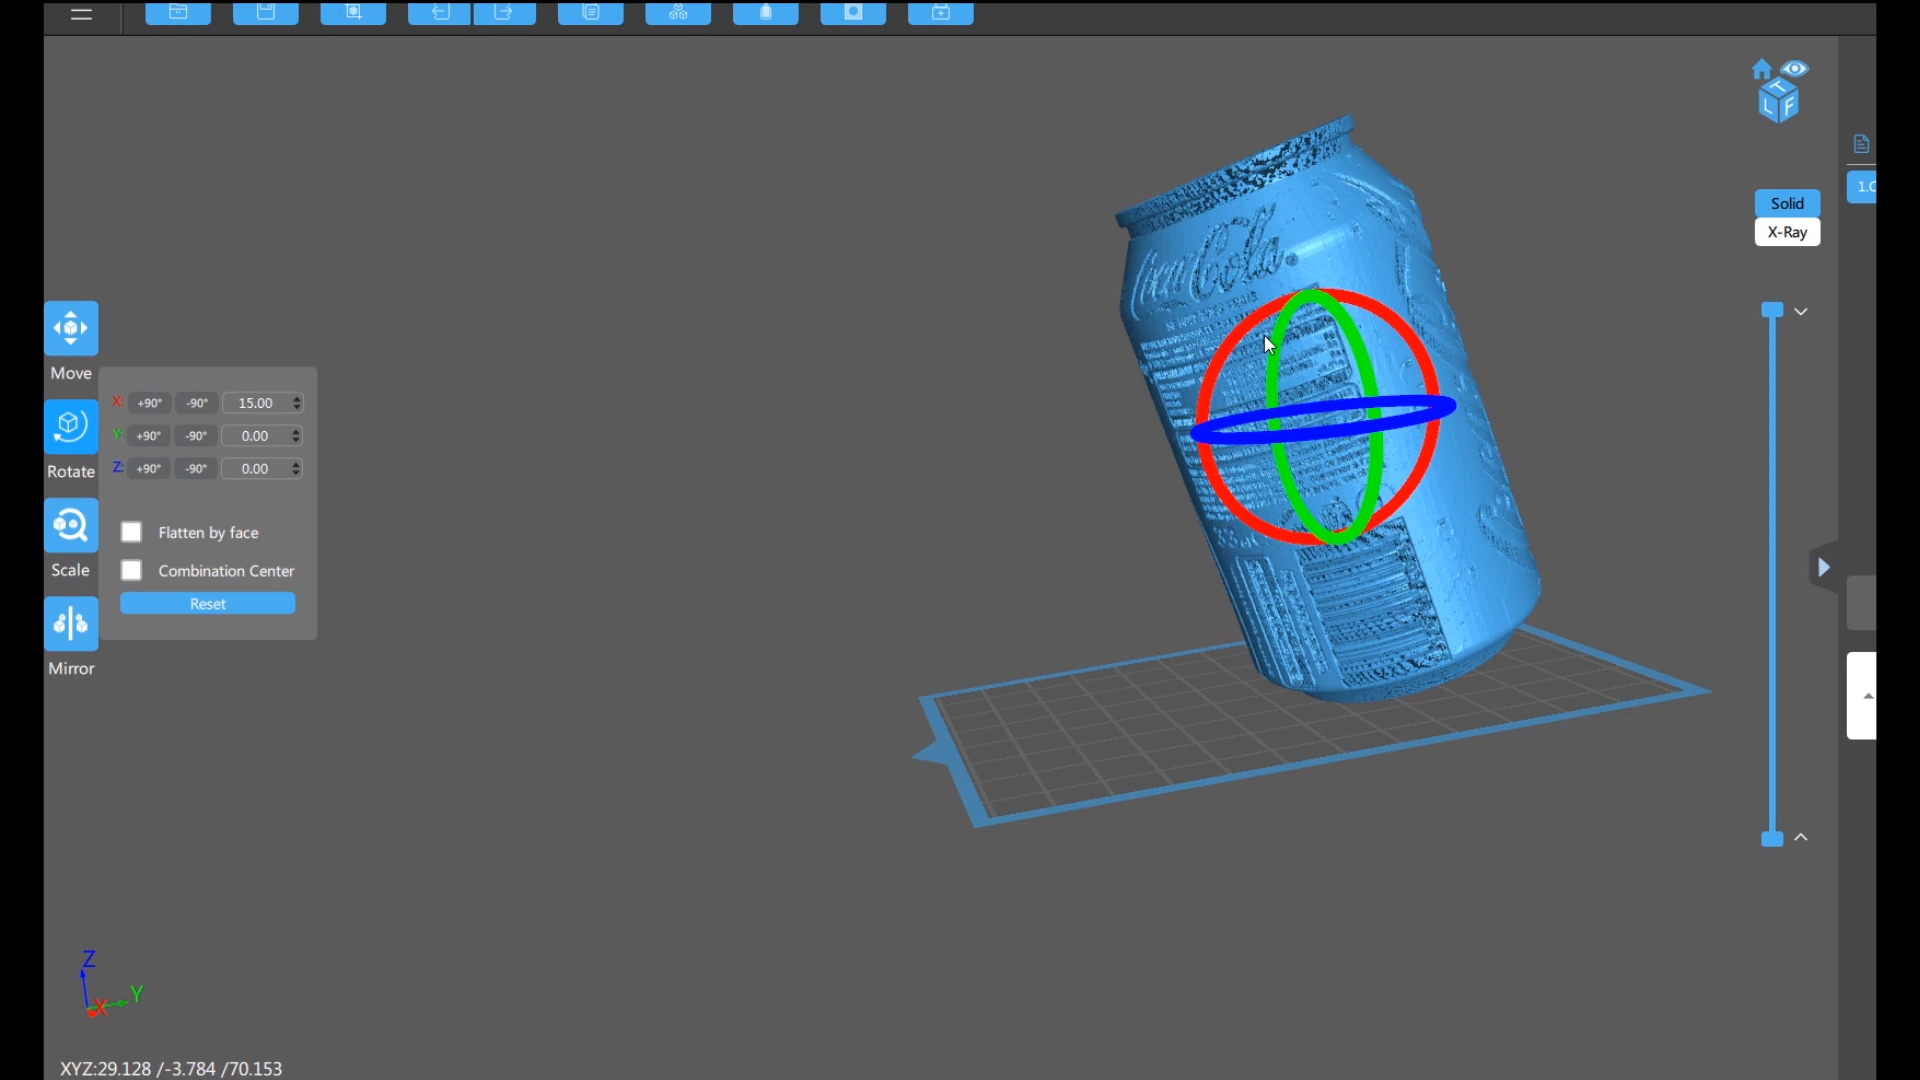 T
L F
1.C
Solid
X-Ray
Coca-Cola
Move
X: +90° -90° 15.00
Y: +90° -90° 0.00
Rotate
Z: +90° -90° 0.00
Flatten by face
Scale
Combination Center
Reset
Mirror
Z
Y
X
XYZ:29.128 /-3.784 /70.153